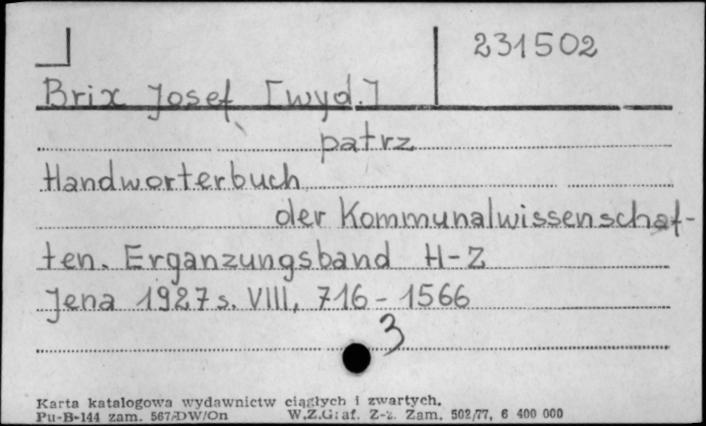 231502
Brix Josef [wyd.]
patrz
Handworterbuch
der Kommunalwissenschaf-
ten. Erganzungsband H-Z
Jena 1927 s. VIII, 716 - 1566
3
Karta katalogowa wydawnictw ciągłych i zwartych.
Pu-B-144 zam. 567/DW/On W.Z.Graf. Z-z. Zam. 502/77, 6 400 000